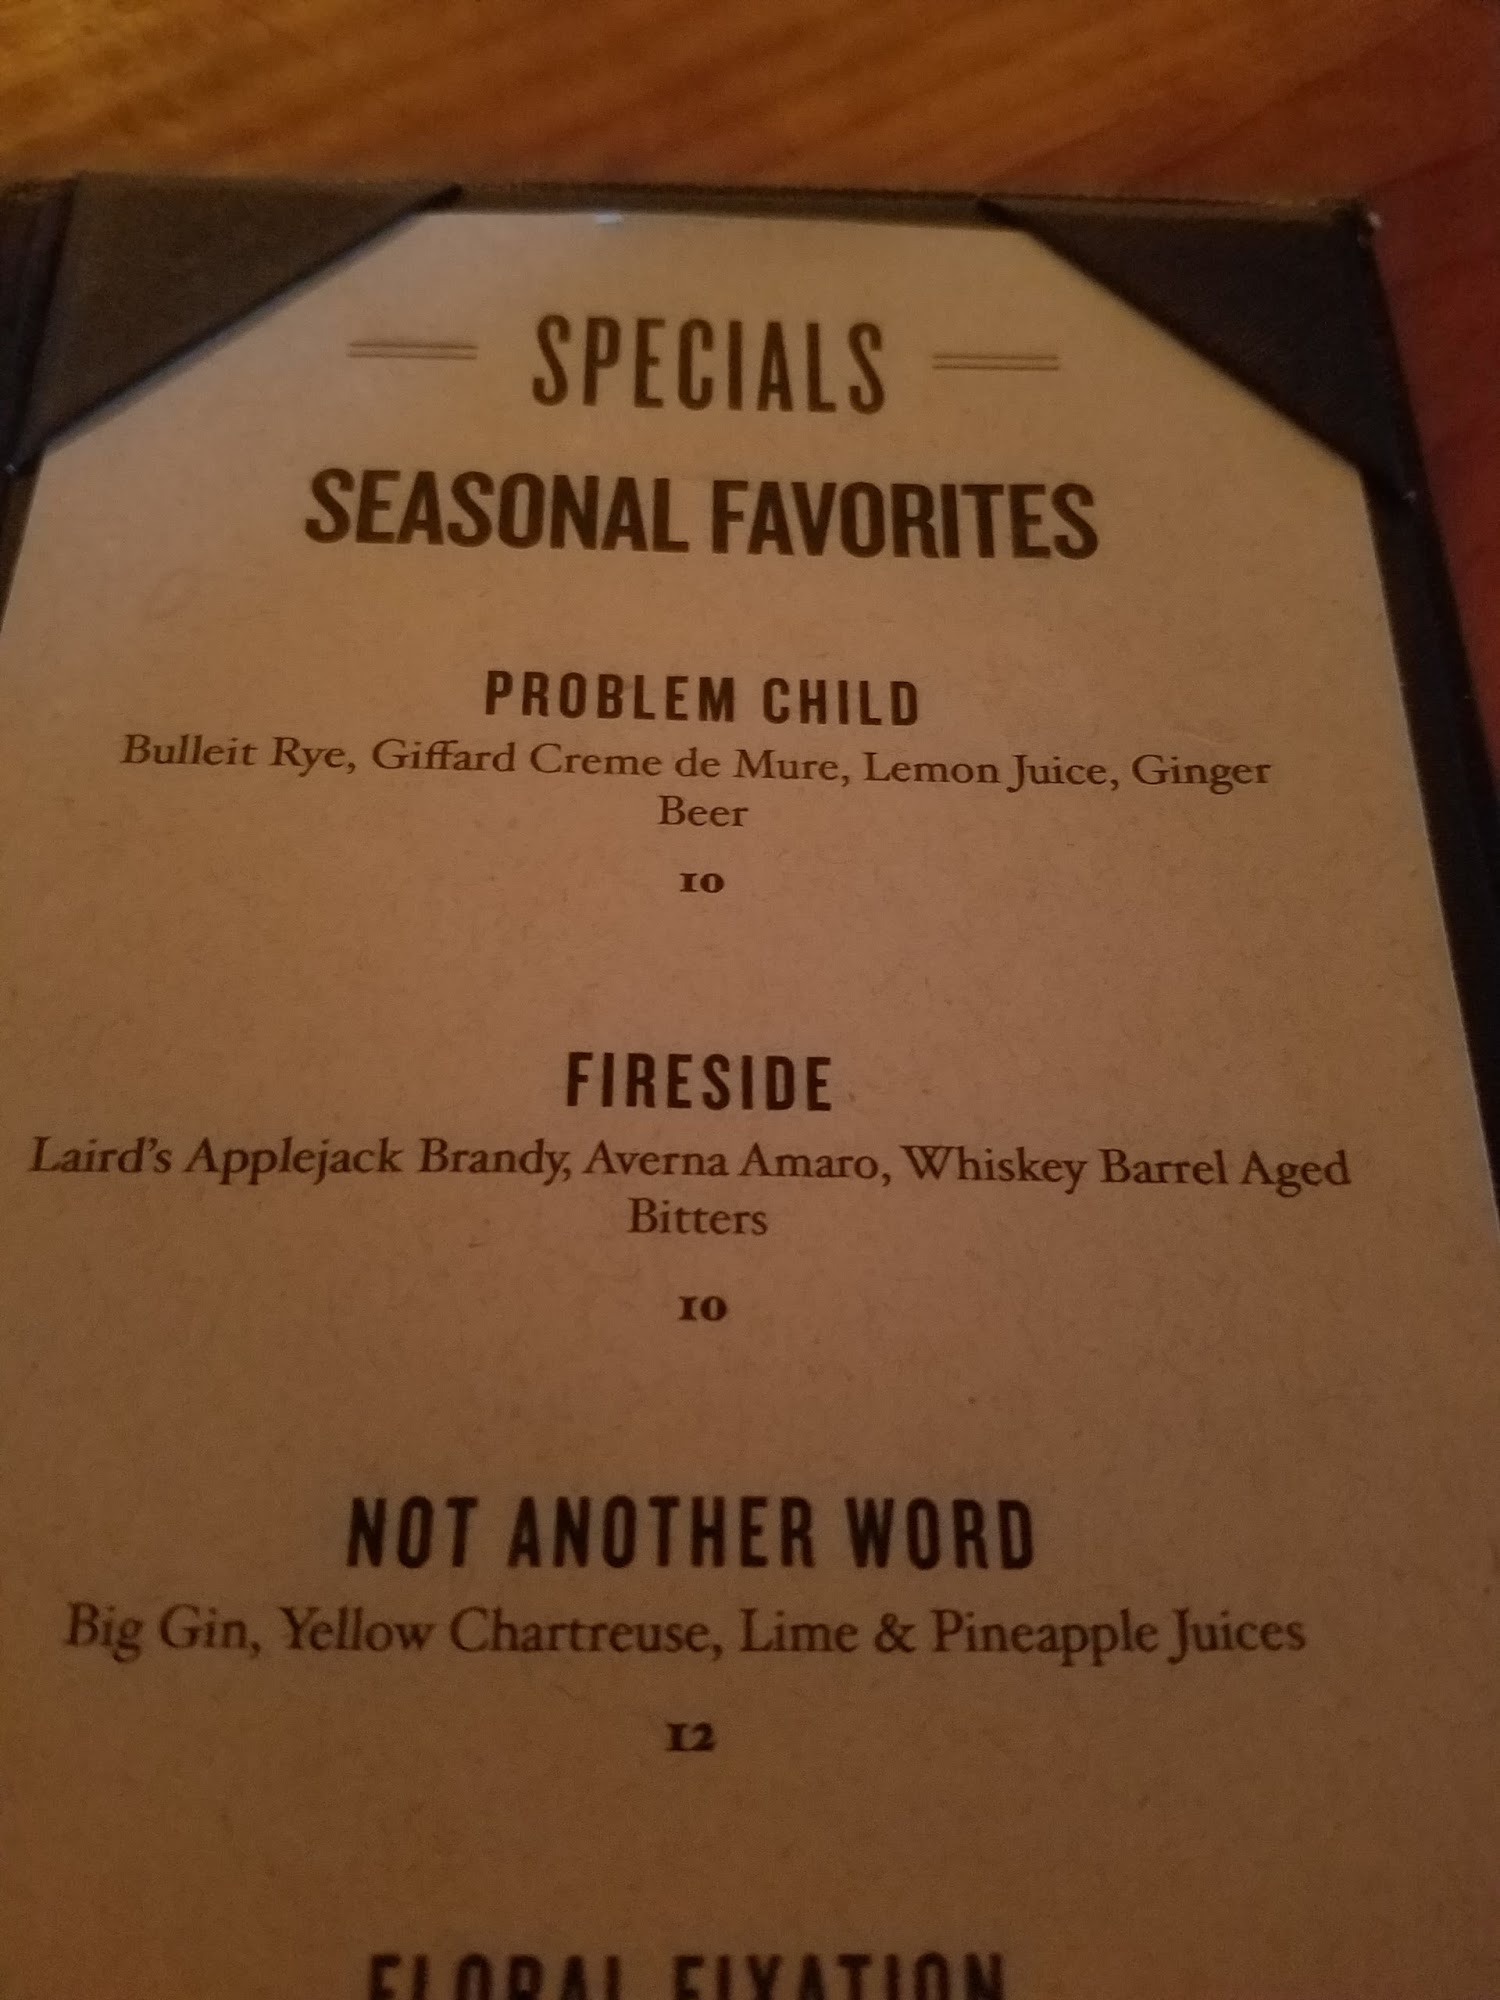 SPECIALS
SEASONAL FAVORITES
PROBLEM CHILD
Bulleit Rye, Giffard Creme de Mure, Lemon Juice, Ginger
Beer
10
FIRESIDE
Laird's Applejack Brandy, Averna Amaro, Whiskey Barrel Aged
Bitters
10
NOT ANOTHER WORD
Big Gin, Yellow Chartreuse, Lime & Pineapple Juices
12
FLORAL FIXATION